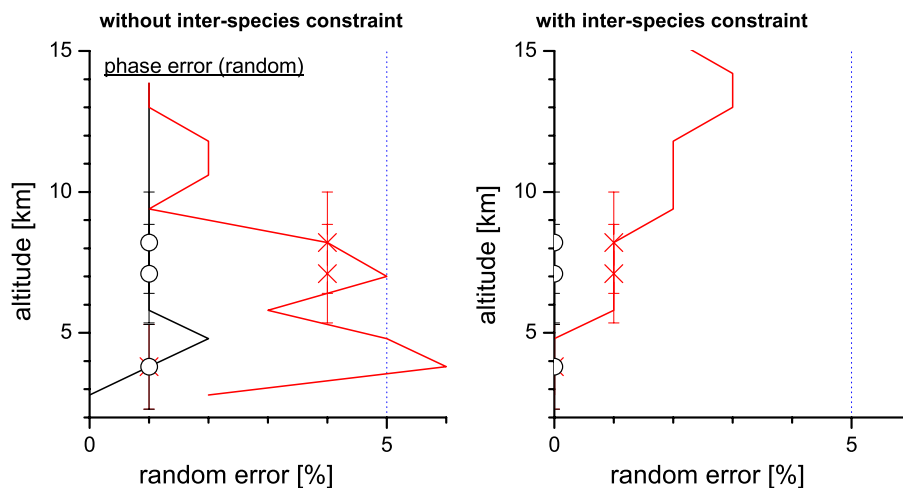 without inter-species constraint
with inter-species constraint
15
phase error (random)
10
5
altitude [km]
0
5
random error [%]
15
10
5
altitude [km]
0
5
random error [%]